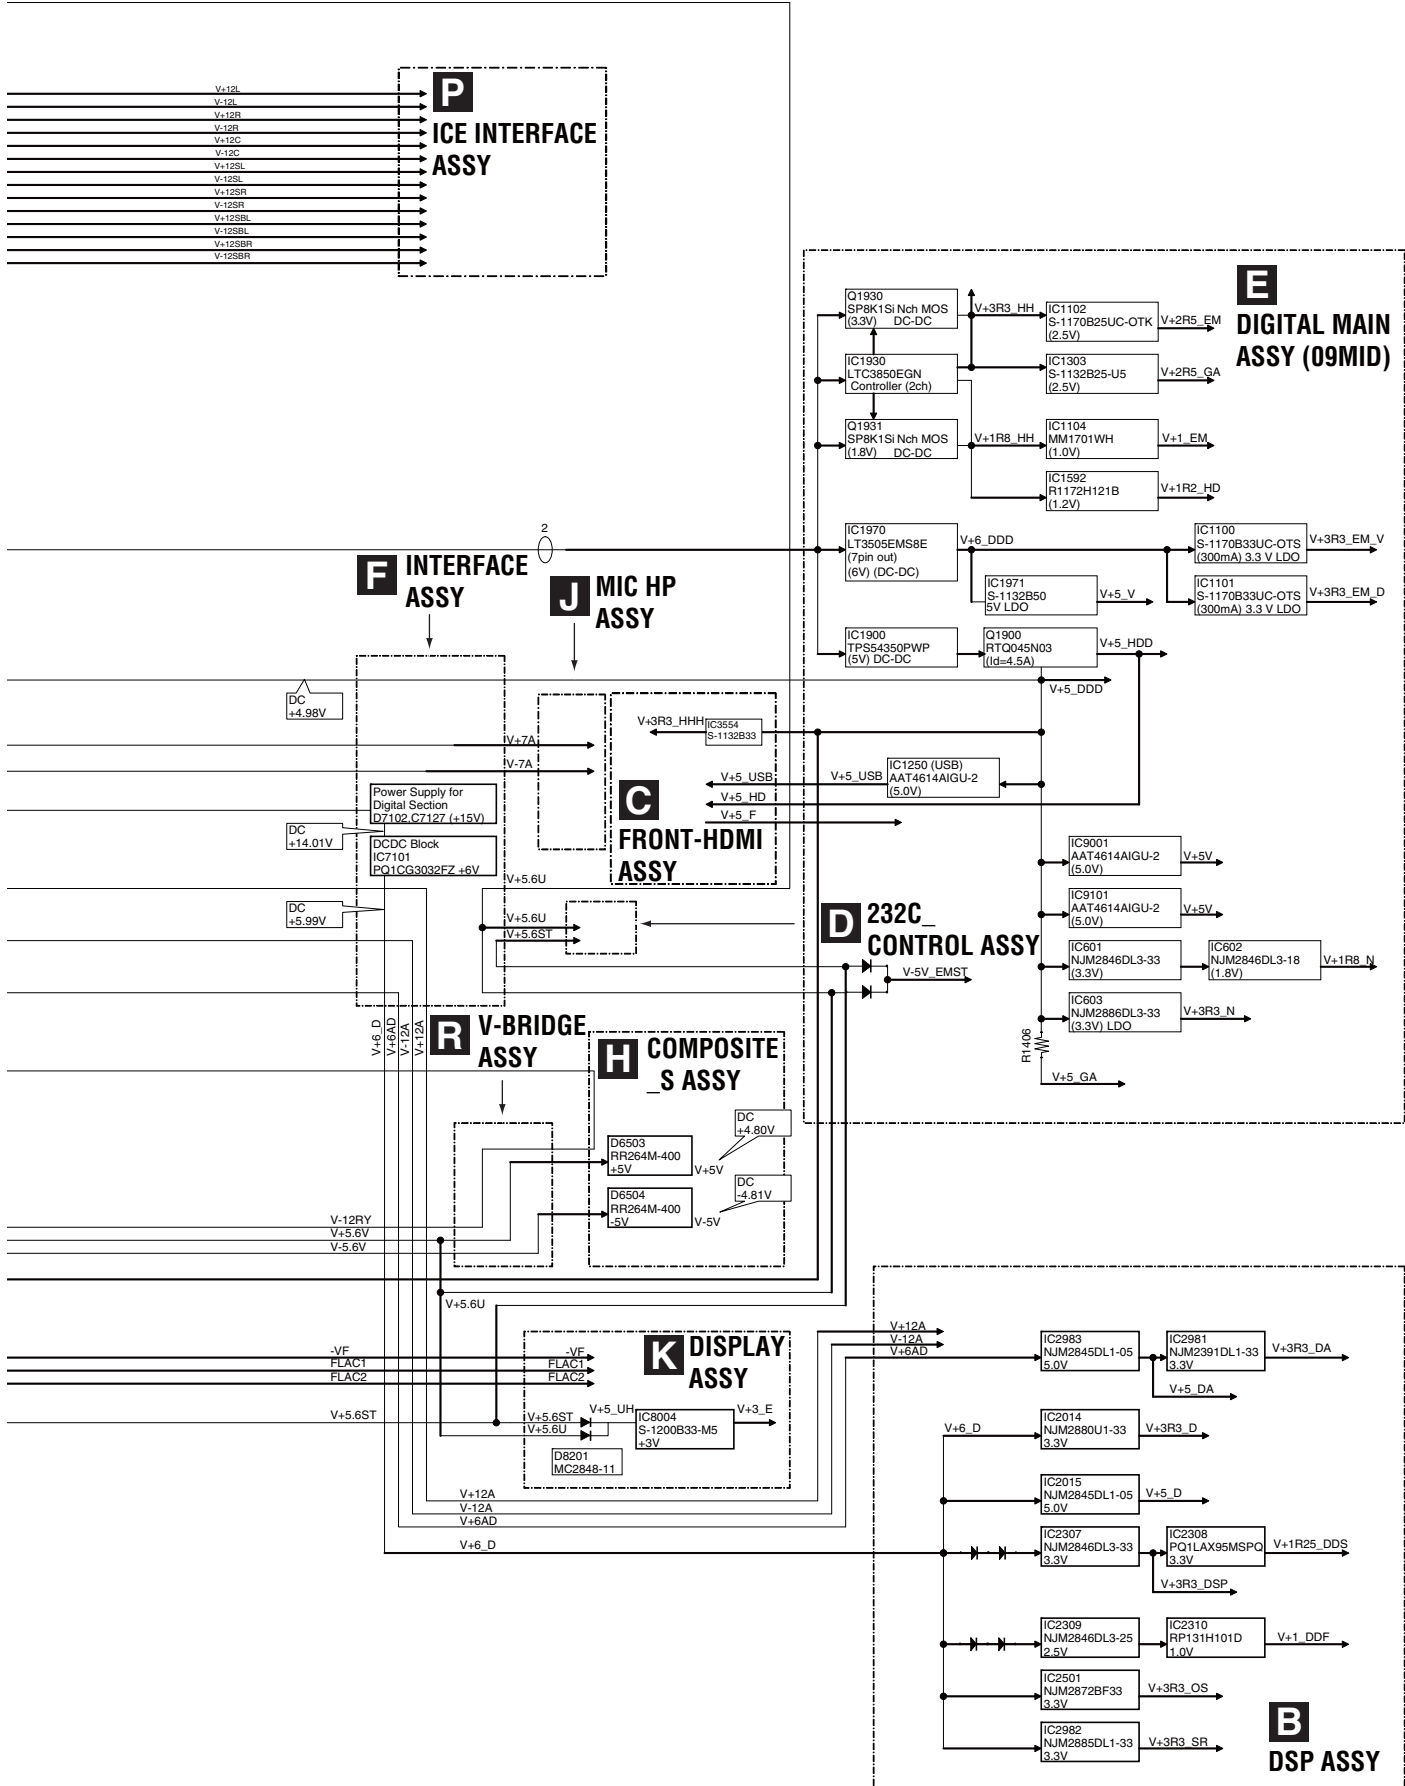 V+12L
V-12L
V+12R
V-12R
V+12C
V-12C
V+12SL
V-12SL
V+12SR
V-12SR
V+12SBL
V-12SBL
V+12SBR
V-12SBR
P
ICE INTERFACE
ASSY
E
DIGITAL MAIN
ASSY (09MID)
Q1930
SP8K1Si Nch MOS
(3.3V) DC-DC
V+3R3_HH
IC1102
S-1170B25UC-OTK
(2.5V)
V+2R5_EM
IC1930
LTC3850EGN
Controller (2ch)
IC1303
S-1132B25-U5
(2.5V)
V+2R5_GA
Q1931
SP8K1Si Nch MOS
(1.8V) DC-DC
V+1R8_HH
IC1104
MM1701WH
(1.0V)
V+1_EM
IC1592
R1172H121B
(1.2V)
V+1R2_HD
2
IC1970
LT3505EMS8E
(7pin out)
(6V) (DC-DC)
V+6_DDD
IC1100
S-1170B33UC-OTS
(300mA) 3.3 V LDO
V+3R3_EM_V
IC1971
S-1132B50
5V LDO
V+5_V
IC1101
S-1170B33UC-OTS
(300mA) 3.3 V LDO
V+3R3_EM_D
IC1900
TPS54350PWP
(5V) DC-DC
Q1900
RTQ045N03
(Id=4.5A)
V+5_HDD
V+5_DDD
F
INTERFACE
ASSY
J
MIC HP
ASSY
DC
+4.98V
V+7A
V-7A
V+3R3_HHH
IC3554
S-1132B33
V+5_USB
V+5_USB
IC1250 (USB)
AAT4614AIGU-2
(5.0V)
V+5_HD
V+5_F
C
FRONT-HDMI
ASSY
Power Supply for
Digital Section
D7102,C7127 (+15V)
DC
+14.01V
DCDC Block
IC7101
PQ1CG3032FZ +6V
DC
+5.99V
V+5.6U
V+5.6U
V+5.6ST
D
232C_
CONTROL ASSY
V-5V_EMST
IC9001
AAT4614AIGU-2
(5.0V)
V+5V
IC9101
AAT4614AIGU-2
(5.0V)
V+5V
IC601
NJM2846DL3-33
(3.3V)
IC602
NJM2846DL3-18
(1.8V)
V+1R8_N
IC603
NJM2886DL3-33
(3.3V) LDO
V+3R3_N
R1406
V+5_GA
V+6_D
V+6AD
V-12A
V+12A
R
V-BRIDGE
ASSY
H
COMPOSITE
_S ASSY
DC
+4.80V
D6503
RR264M-400
+5V
V+5V
DC
-4.81V
D6504
RR264M-400
-5V
V-5V
V-12RY
V+5.6V
V-5.6V
V+5.6U
K
DISPLAY
ASSY
-VF
FLAC1
FLAC2
-VF
FLAC1
FLAC2
V+5.6ST
V+5.6ST
V+5.6U
V+5_UH
IC8004
S-1200B33-M5
+3V
V+3_E
D8201
MC2848-11
V+12A
V-12A
V+6AD
V+6_D
V+12A
V-12A
V+6AD
IC2983
NJM2845DL1-05
5.0V
IC2981
NJM2391DL1-33
3.3V
V+3R3_DA
V+5_DA
V+6_D
IC2014
NJM2880U1-33
3.3V
V+3R3_D
IC2015
NJM2845DL1-05
5.0V
V+5_D
IC2307
NJM2846DL3-33
3.3V
IC2308
PQ1LAX95MSPQ
3.3V
V+1R25_DDS
V+3R3_DSP
IC2309
NJM2846DL3-25
2.5V
IC2310
RP131H101D
1.0V
V+1_DDF
IC2501
NJM2872BF33
3.3V
V+3R3_OS
IC2982
NJM2885DL1-33
3.3V
V+3R3_SR
B
DSP ASSY